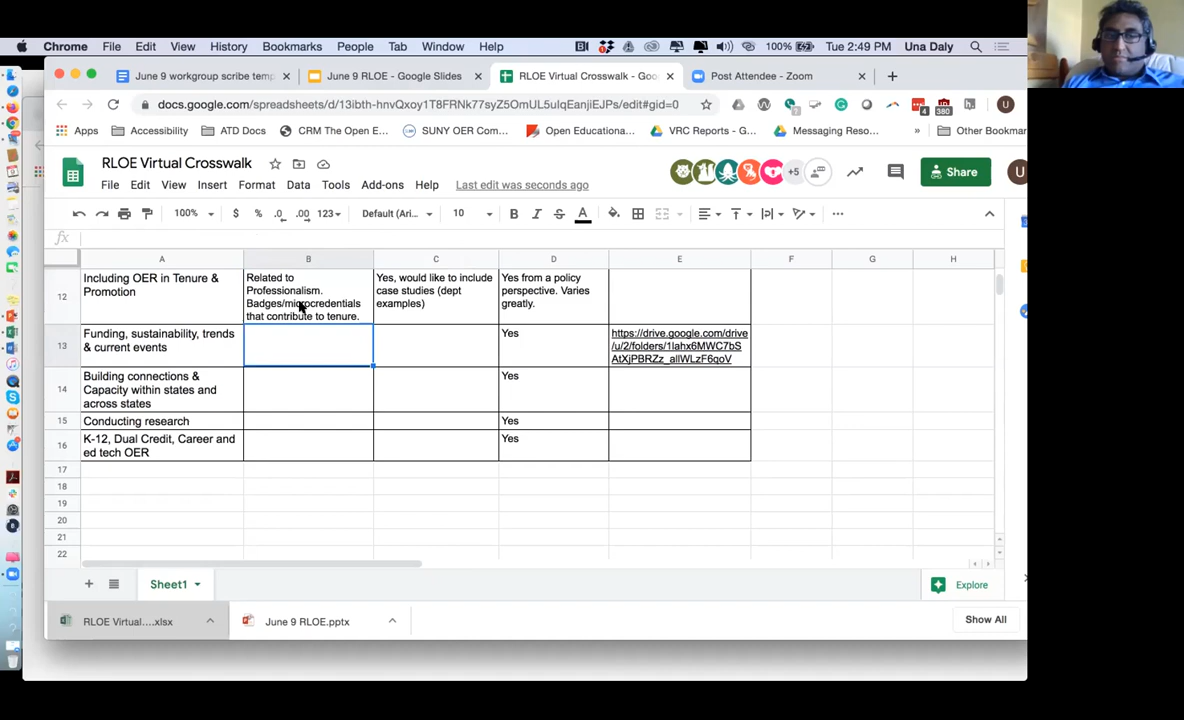 Chrome File Edit View History Bookmarks People Tab Window Help 100% Tue 2:49 PM Una Daly
June 9 workgroup scribe temp June 9 RLOE - Google Slides RLOE Virtual Crosswalk - Goo Post Attendee - Zoom
docs.google.com/spreadsheets/d/13ibth-hnvQxoy1T8FRNk77syZ5OmUL5ulqEanjiEJPs/edit#gid=0 4 380 U
Apps Accessibility ATD Docs CRM The Open E... SUNY OER Com... Open Educationa... VRC Reports - G... Messaging Reso... » Other Bookmar
RLOE Virtual Crosswalk
+5 Share U
File Edit View Insert Format Data Tools Add-ons Help Last edit was seconds ago
100% $ % .0 .00 123 Default (Ari... 10 B I S A
fx
A B C D E F G H
12
Including OER in Tenure &
Promotion
Related to
Professionalism.
Badges/microcredentials
that contribute to tenure.
Yes, would like to include
case studies (dept
examples)
Yes from a policy
perspective. Varies
greatly.
13
Funding, sustainability, trends
& current events
Yes
https://drive.google.com/drive
/u/2/folders/1lahx6MWC7bS
AtXjPBRZz_allWLzF6qoV
14
Building connections &
Capacity within states and
across states
Yes
15
Conducting research
Yes
16
K-12, Dual Credit, Career and
ed tech OER
Yes
17
18
19
20
21
22
Sheet1
Explore
RLOE Virtual....xlsx June 9 RLOE.pptx Show All